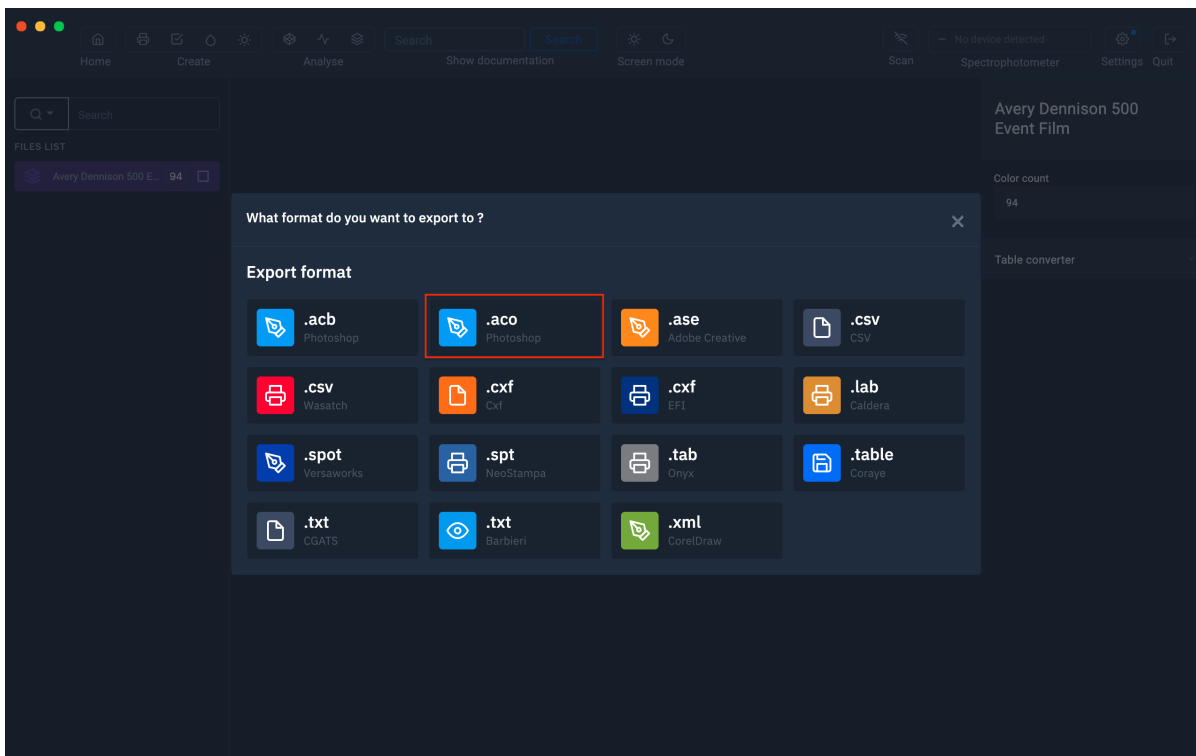 Search
Search
Home
Create
Analyse
Show documentation
Screen mode
Scan
No device detected
Spectrophotometer
Settings
Quit
Search
FILES LIST
Avery Dennison 500 E... 94
Avery Dennison 500
Event Film
Color count
94
Table converter
What format do you want to export to ?
Export format
.acb
Photoshop
.aco
Photoshop
.ase
Adobe Creative
.csv
CSV
.csv
Wasatch
.cxf
Cxf
.cxf
EFI
.lab
Caldera
.spot
Versaworks
.spt
NeoStampa
.tab
Onyx
.table
Coraye
.txt
CGATS
.txt
Barbieri
.xml
CorelDraw